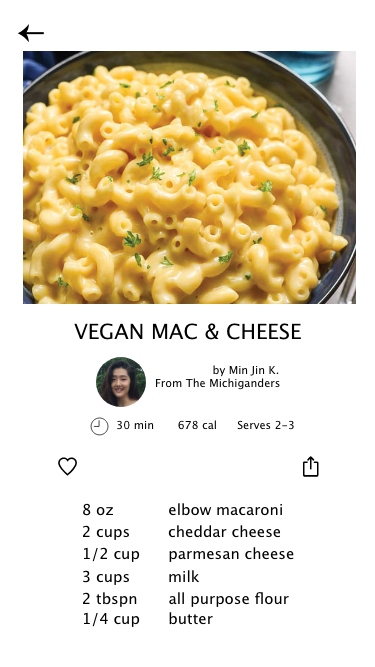 VEGAN MAC & CHEESE
by Min Jin K.
From The Michiganders
30 min 678 cal Serves 2-3
8 oz elbow macaroni
2 cups cheddar cheese
1/2 cup parmesan cheese
3 cups milk
2 tbspn all purpose flour
1/4 cup butter